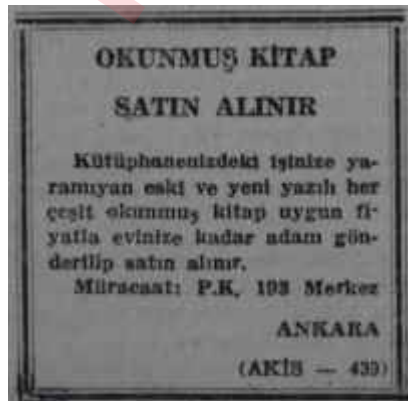 OKUNMUŞ KİTAP
SATIN ALINIR
Kütüphanenizdeki işinize ya-
ramıyan eski ve yeni yazılı her
çeşit okunmuş kitap uygun fi-
yatla evinize kadar adam gön-
derilip satın alınır.
Müracaat: P.K. 193 Merkez
ANKARA
(AKİS — 439)